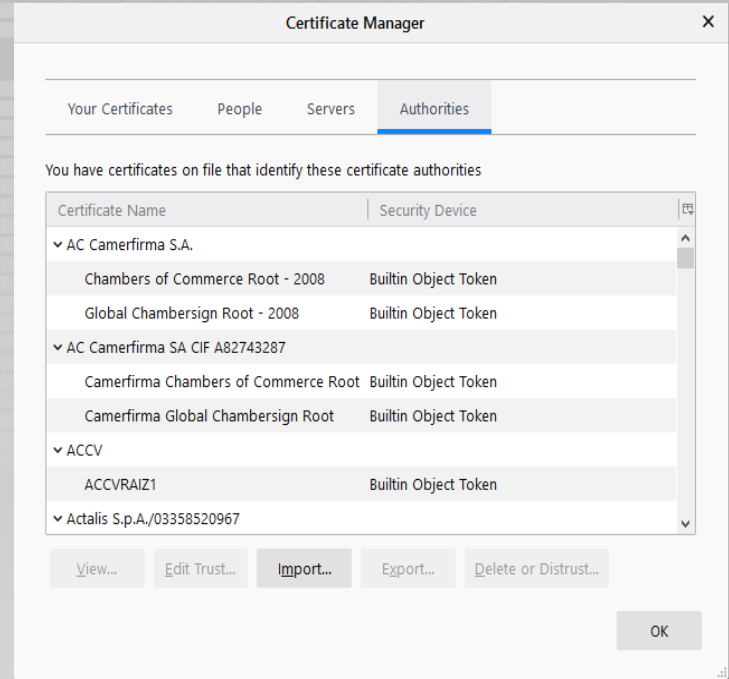 Certificate Manager
Your Certificates People Servers Authorities
You have certificates on file that identify these certificate authorities
Certificate Name Security Device
AC Camerfirma S.A.
Chambers of Commerce Root - 2008 Builtin Object Token
Global Chambersign Root - 2008 Builtin Object Token
AC Camerfirma SA CIF A82743287
Camerfirma Chambers of Commerce Root Builtin Object Token
Camerfirma Global Chambersign Root Builtin Object Token
ACCV
ACCVRAIZ1 Builtin Object Token
Actalis S.p.A./03358520967
View... Edit Trust... Import... Export... Delete or Distrust...
OK